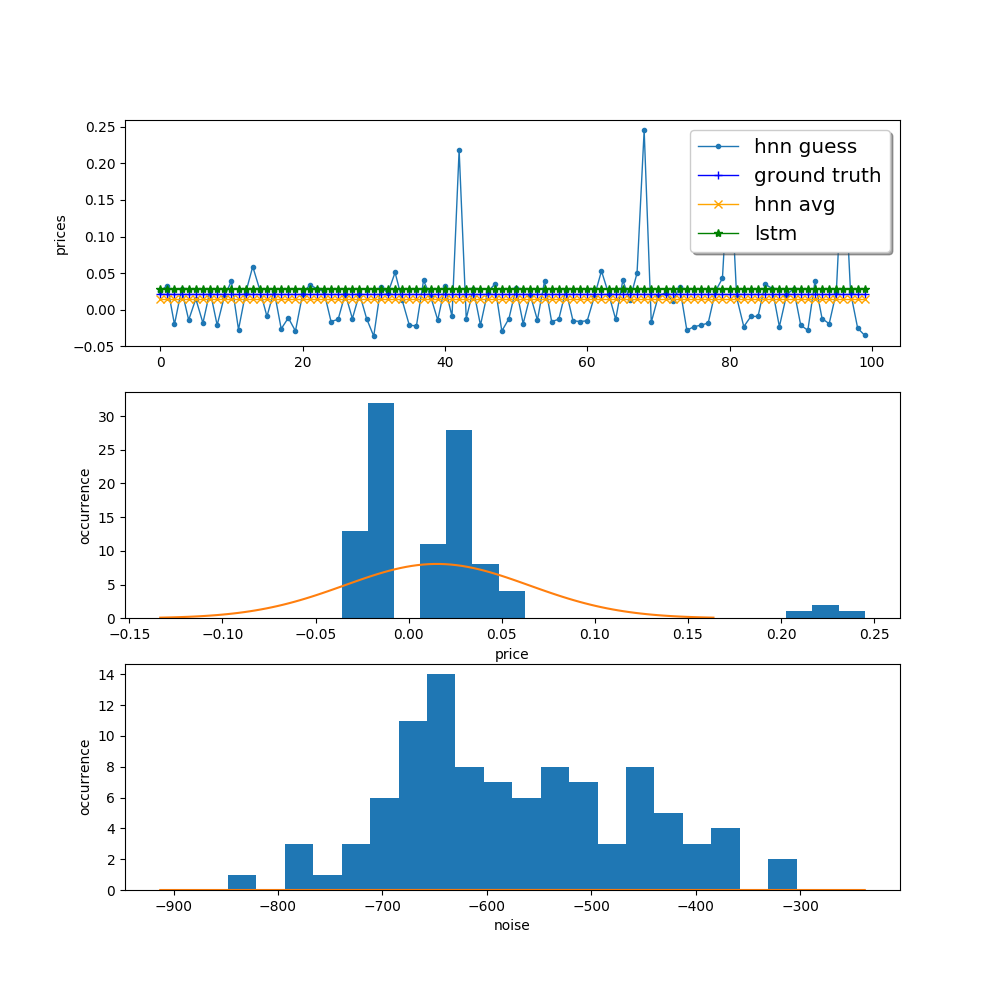 0.25
0.20
0.15
0.10
0.05
0.00
−0.05
prices
hnn guess
ground truth
hnn avg
lstm
0 20 40 60 80 100
30
25
20
15
10
5
0
occurrence
−0.15 −0.10 −0.05 0.00 0.05 0.10 0.15 0.20 0.25
price
14
12
10
8
6
4
2
0
occurrence
−900 −800 −700 −600 −500 −400 −300
noise